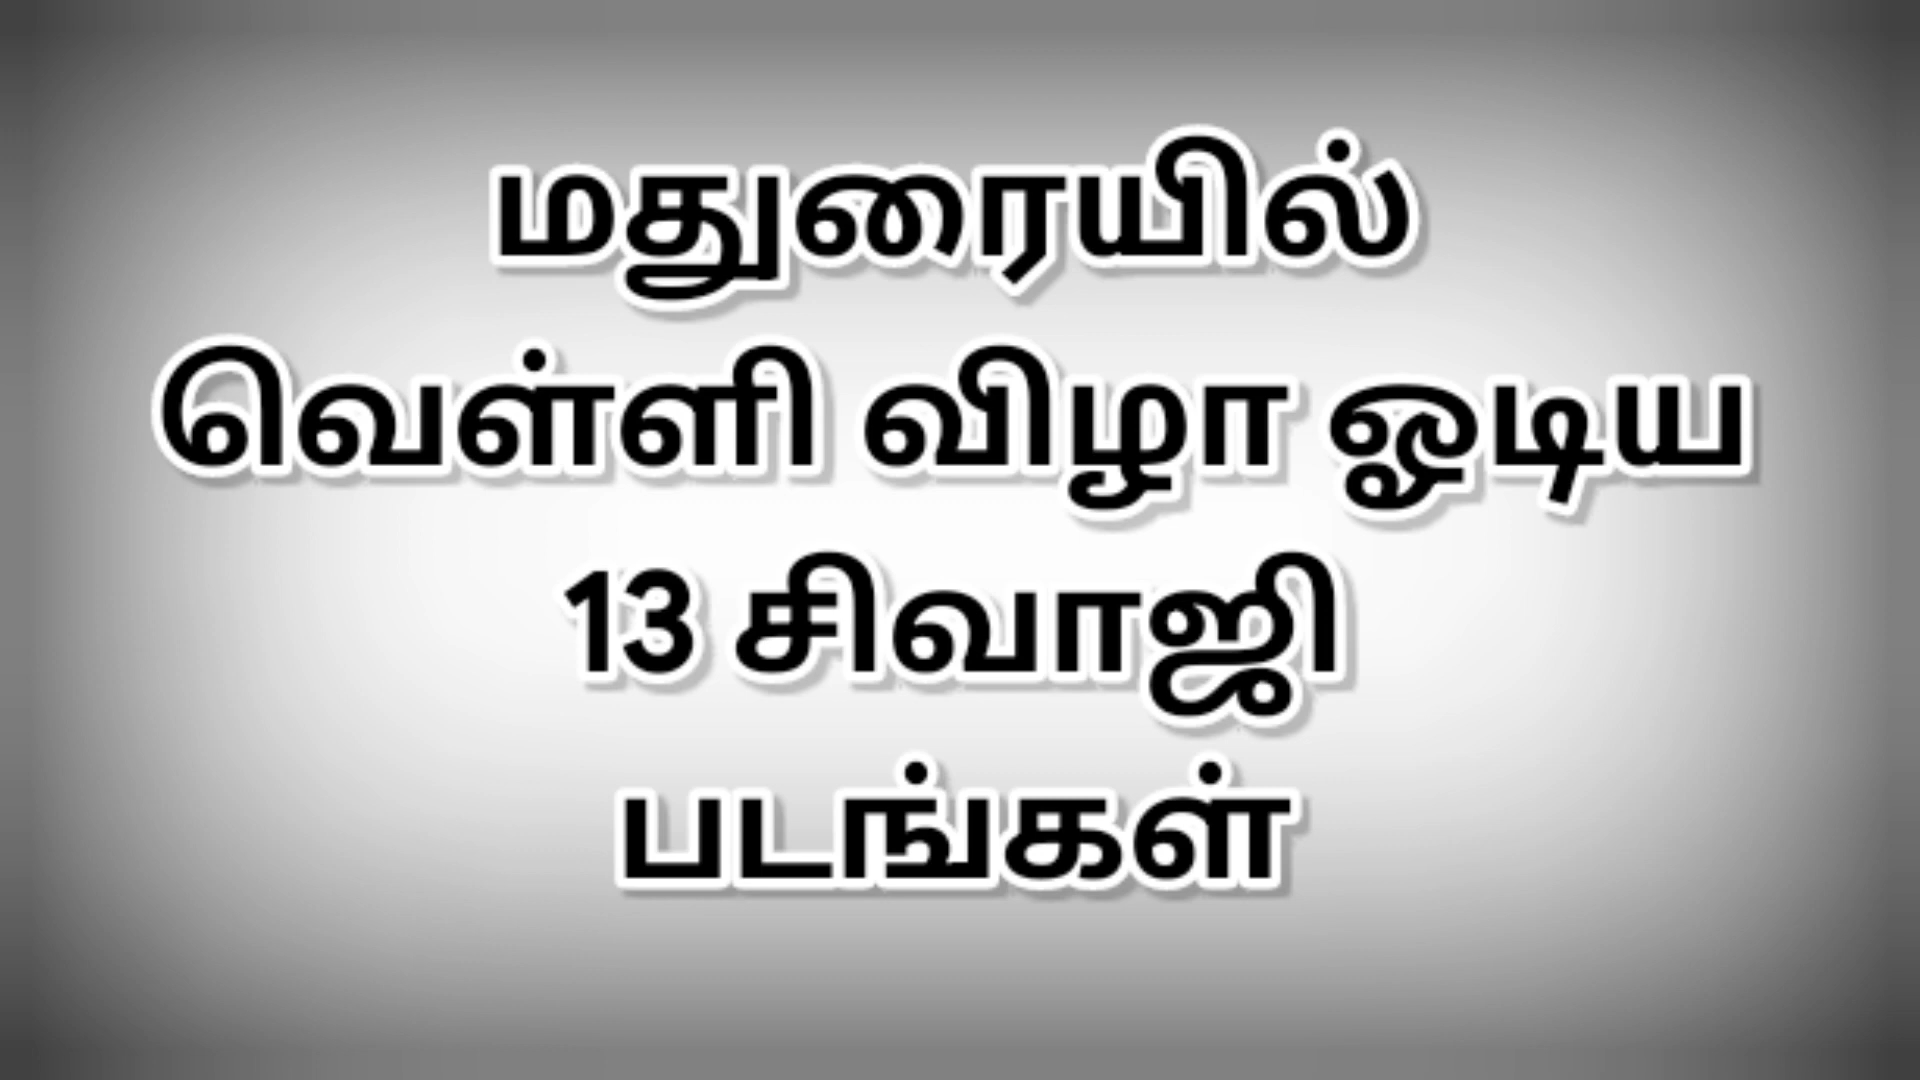 மதுரையில்
வெள்ளி விழா ஓடிய
13 சிவாஜி
படங்கள்